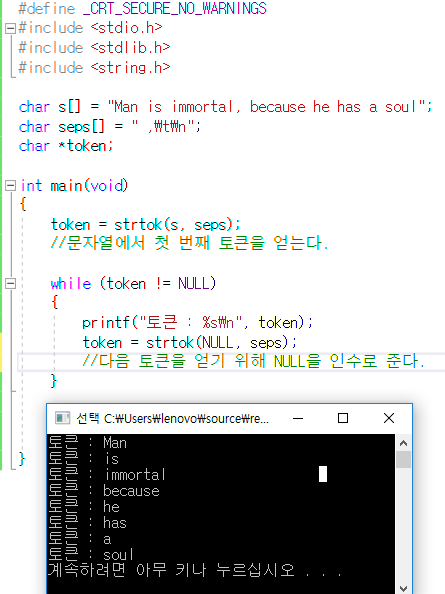 #define _CRT_SECURE_NO_WARNINGS
#include <stdio.h>
#include <stdlib.h>
#include <string.h>
char s[] = "Man is immortal, because he has a soul";
char seps[] = " ,₩t₩n";
char *token;
int main(void)
{
token = strtok(s, seps);
//문자열에서 첫 번째 토큰을 얻는다.
while (token != NULL)
{
printf("토큰 : %s₩n", token);
token = strtok(NULL, seps);
//다음 토큰을 얻기 위해 NULL을 인수로 준다.
}
}
선택 C:₩Users₩lenovo₩source₩re...
토큰 : Man
토큰 : is
토큰 : immortal
토큰 : because
토큰 : he
토큰 : has
토큰 : a
토큰 : soul
계속하려면 아무 키나 누르십시오 . . .